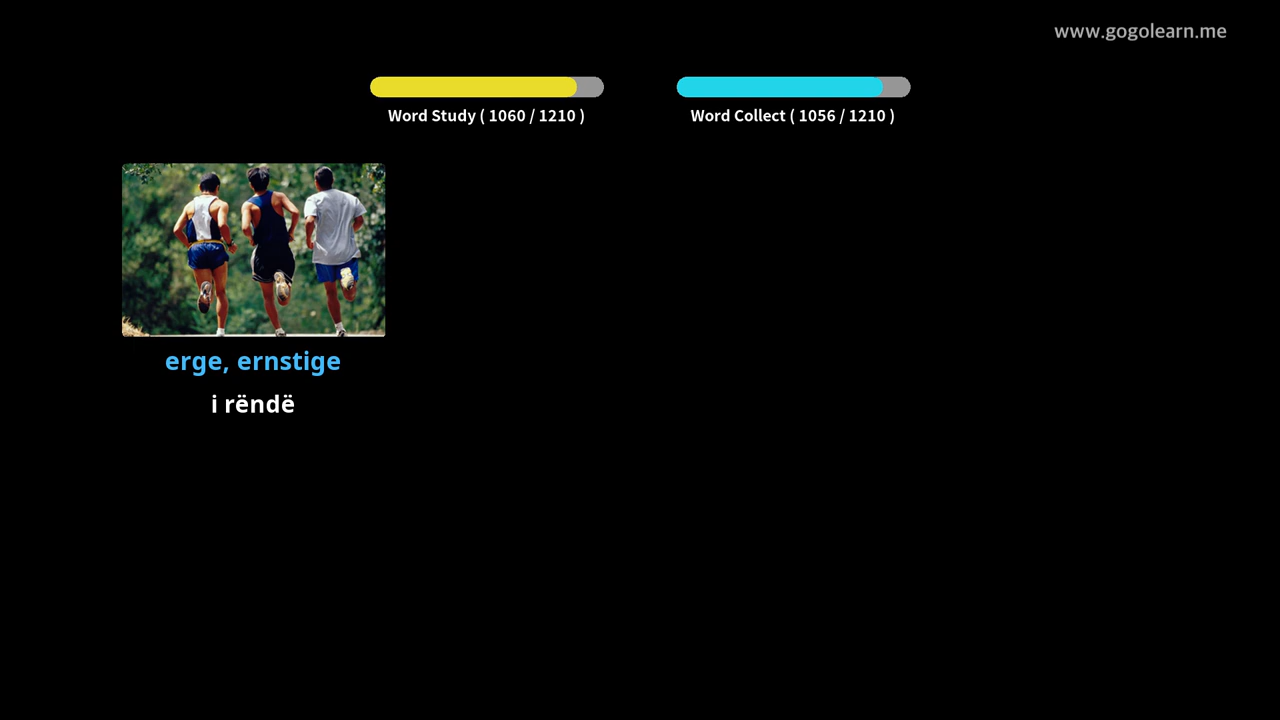 www.gogolearn.me
Word Study ( 1060 / 1210 )
Word Collect ( 1056 / 1210 )
erge, ernstige
i rëndë